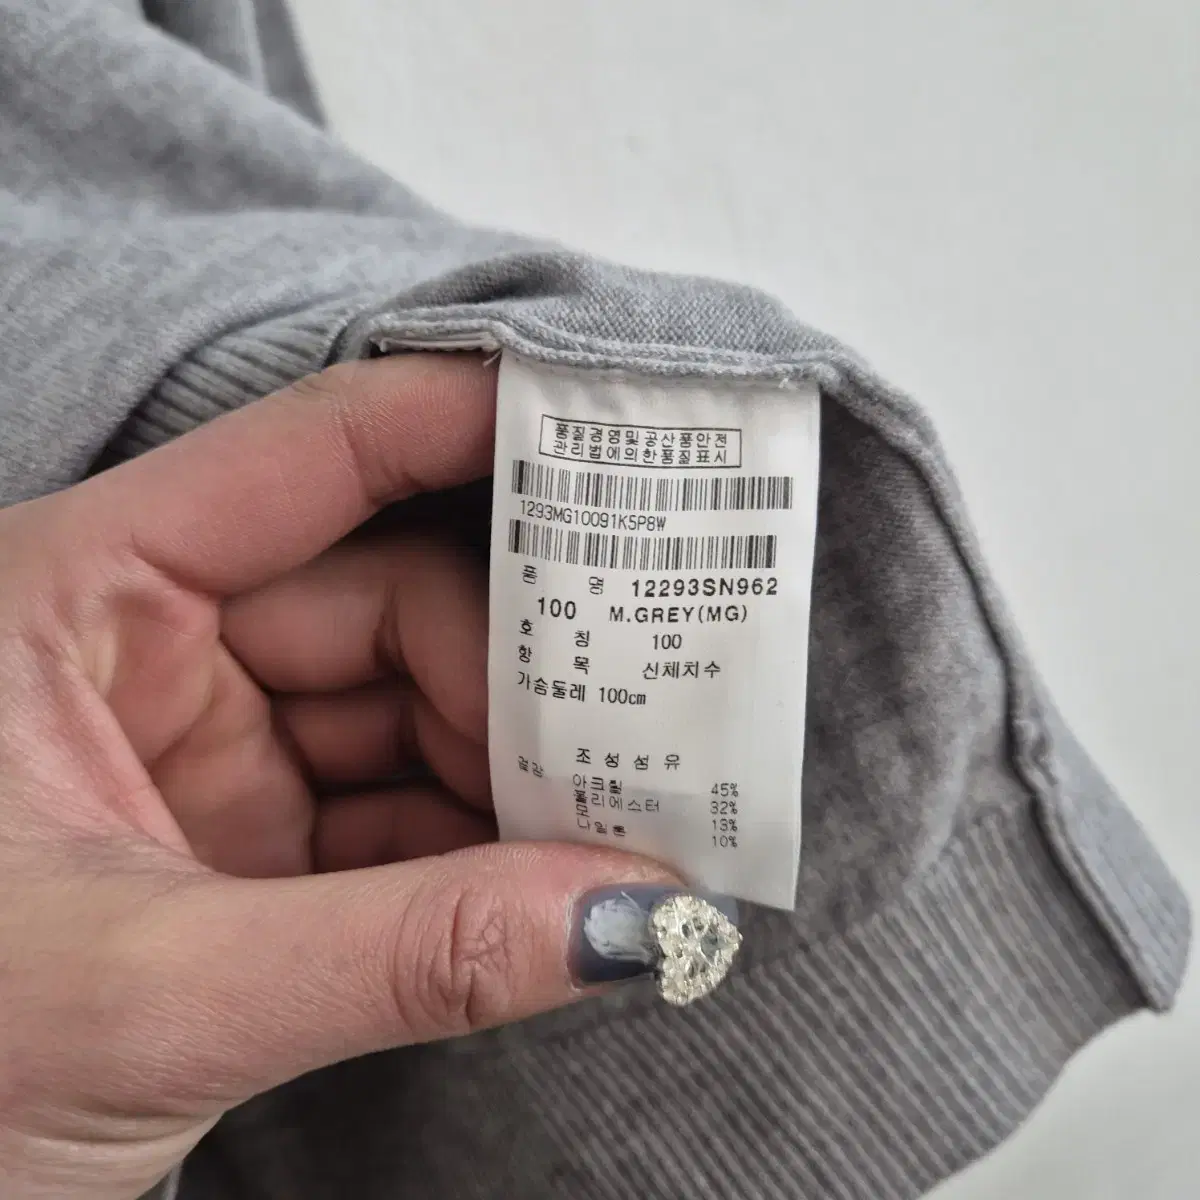 품질경영및공산품안전
관리법에의한품질표시
1293MG10091K5P8W
품 명 12293SN962
100 M.GREY(MG)
호 칭 100
항 목 신체치수
가슴둘레 100cm
조성섬유
겉감
아크릴 45%
폴리에스터 32%
모 13%
나일론 10%